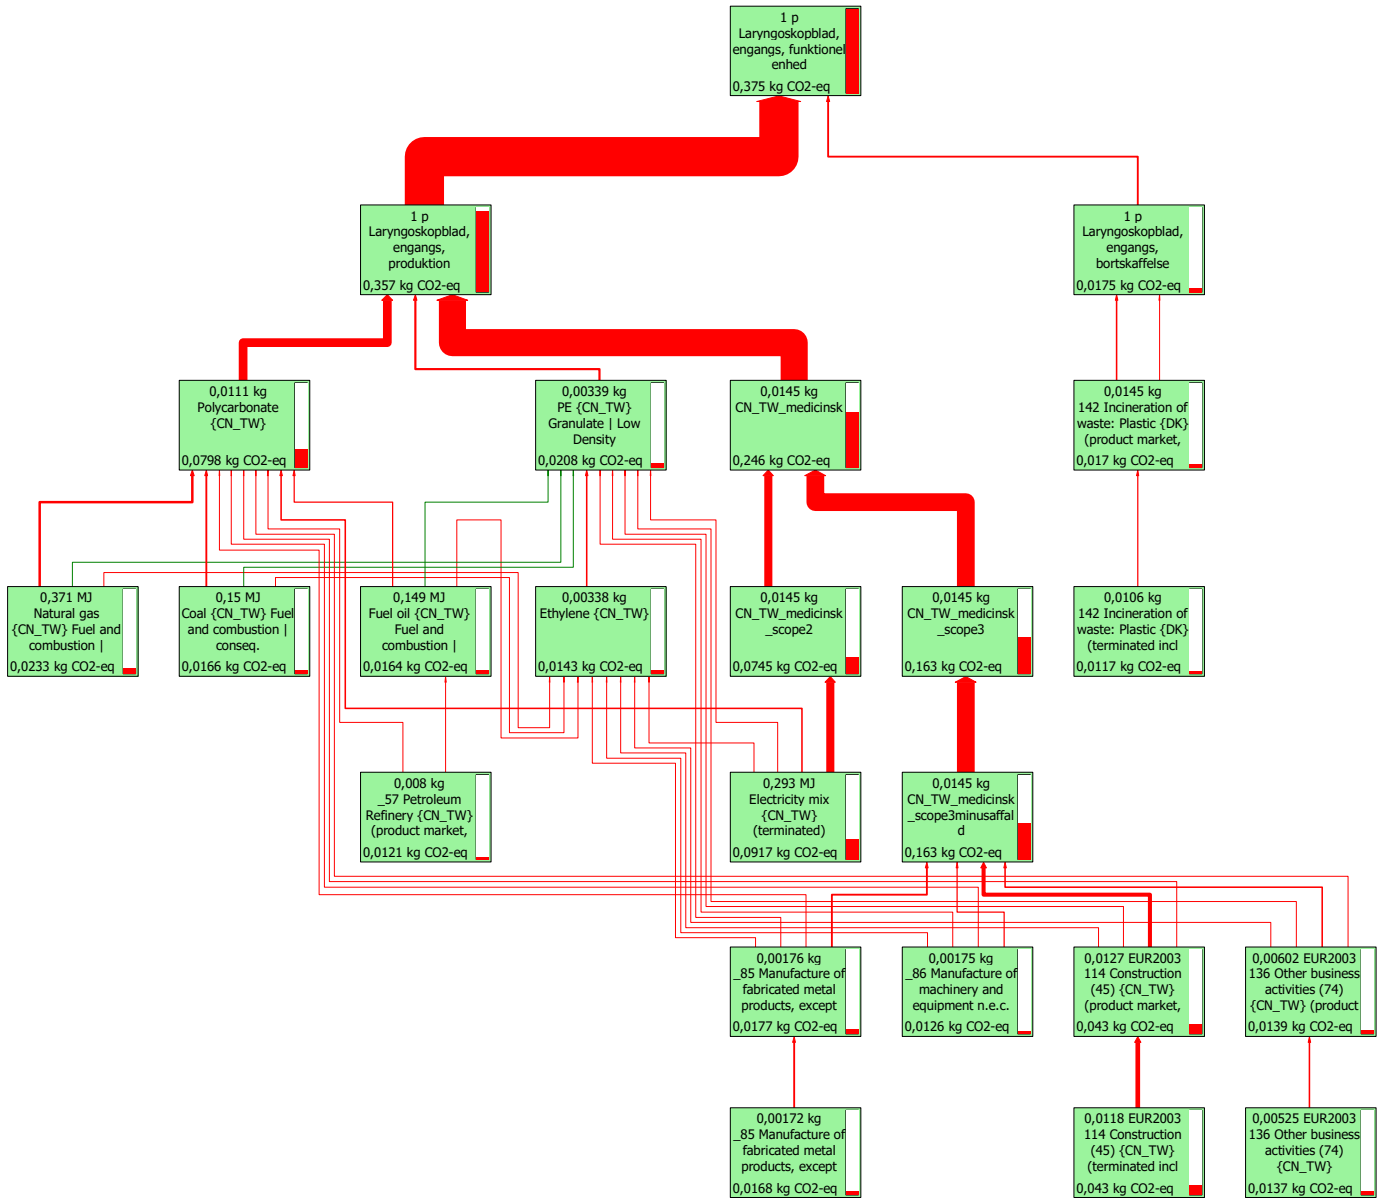 1 p
Laryngoskopblad,
engangs, funktionel
enhed
0,375 kg CO2-eq
1 p
Laryngoskopblad,
engangs,
produktion
0,357 kg CO2-eq
1 p
Laryngoskopblad,
engangs,
bortskaffelse
0,0175 kg CO2-eq
0,0111 kg
Polycarbonate
{CN_TW}
0,0798 kg CO2-eq
0,00339 kg
PE {CN_TW}
Granulate | Low
Density
0,0208 kg CO2-eq
0,0145 kg
CN_TW_medicinsk
0,246 kg CO2-eq
0,0145 kg
142 Incineration of
waste: Plastic {DK}
(product market,
0,017 kg CO2-eq
0,371 MJ
Natural gas
{CN_TW} Fuel and
combustion |
0,0233 kg CO2-eq
0,15 MJ
Coal {CN_TW} Fuel
and combustion |
conseq.
0,0166 kg CO2-eq
0,149 MJ
Fuel oil {CN_TW}
Fuel and
combustion |
0,0164 kg CO2-eq
0,00338 kg
Ethylene {CN_TW}
0,0143 kg CO2-eq
0,0145 kg
CN_TW_medicinsk
_scope2
0,0745 kg CO2-eq
0,0145 kg
CN_TW_medicinsk
_scope3
0,163 kg CO2-eq
0,0106 kg
142 Incineration of
waste: Plastic {DK}
(terminated incl
0,0117 kg CO2-eq
0,008 kg
_57 Petroleum
Refinery {CN_TW}
(product market,
0,0121 kg CO2-eq
0,293 MJ
Electricity mix
{CN_TW}
(terminated)
0,0917 kg CO2-eq
0,0145 kg
CN_TW_medicinsk
_scope3minusaffal
d
0,163 kg CO2-eq
0,00176 kg
_85 Manufacture of
fabricated metal
products, except
0,0177 kg CO2-eq
0,00175 kg
_86 Manufacture of
machinery and
equipment n.e.c.
0,0126 kg CO2-eq
0,0127 EUR2003
114 Construction
(45) {CN_TW}
(product market,
0,043 kg CO2-eq
0,00602 EUR2003
136 Other business
activities (74)
{CN_TW} (product
0,0139 kg CO2-eq
0,00172 kg
_85 Manufacture of
fabricated metal
products, except
0,0168 kg CO2-eq
0,0118 EUR2003
114 Construction
(45) {CN_TW}
(terminated incl
0,043 kg CO2-eq
0,00525 EUR2003
136 Other business
activities (74)
{CN_TW}
0,0137 kg CO2-eq